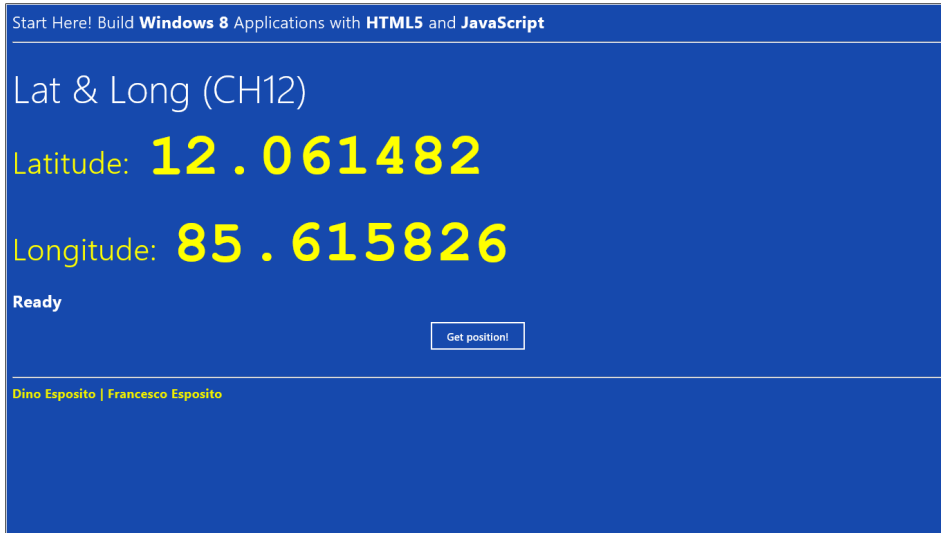 Start Here! Build Windows 8 Applications with HTML5 and JavaScript
Lat & Long (CH12)
Latitude: 12.061482
Longitude: 85.615826
Ready
Get position!
Dino Esposito | Francesco Esposito